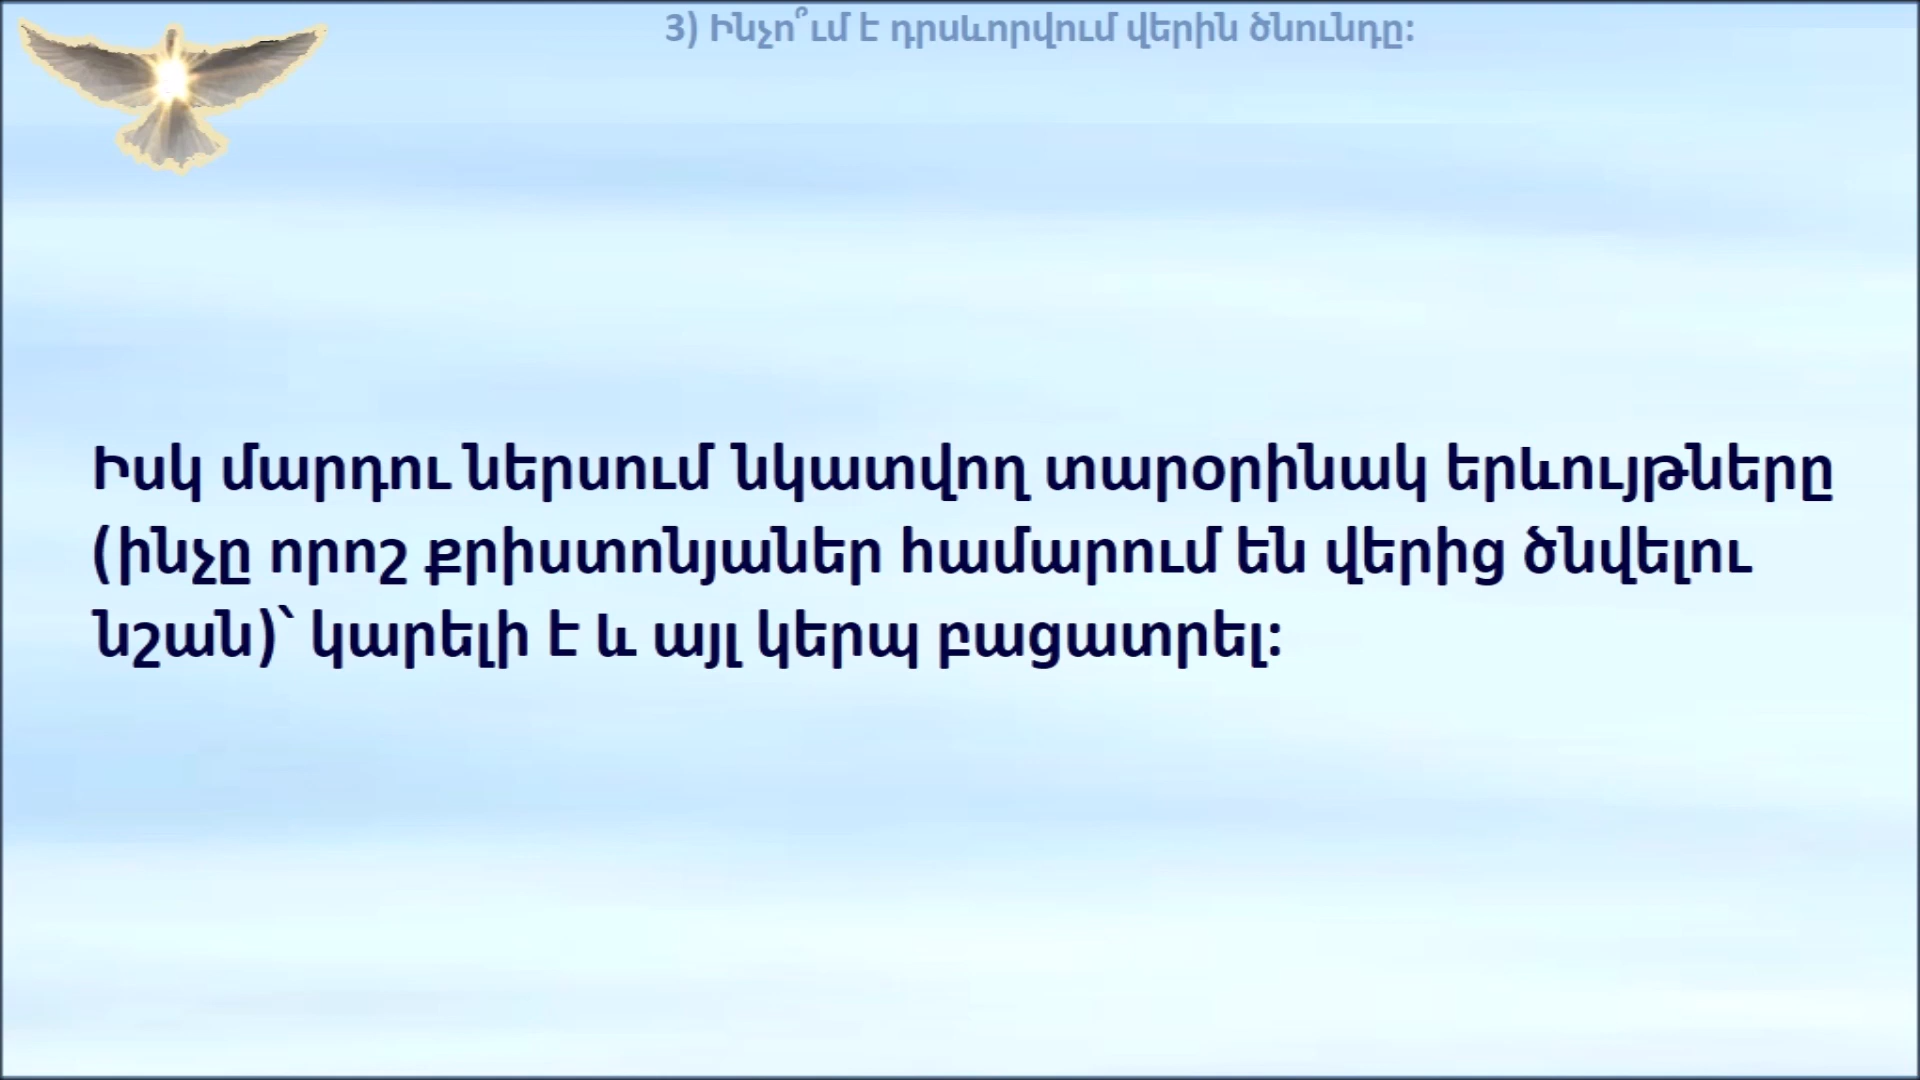 3) Ինչո՞ւմ է դրսևորվում վերին ծնունդը:
Իսկ մարդու ներսում նկատվող տարօրինակ երևույթները
(ինչը որոշ քրիստոնյաներ համարում են վերից ծնվելու
նշան)՝ կարելի է և այլ կերպ բացատրել: